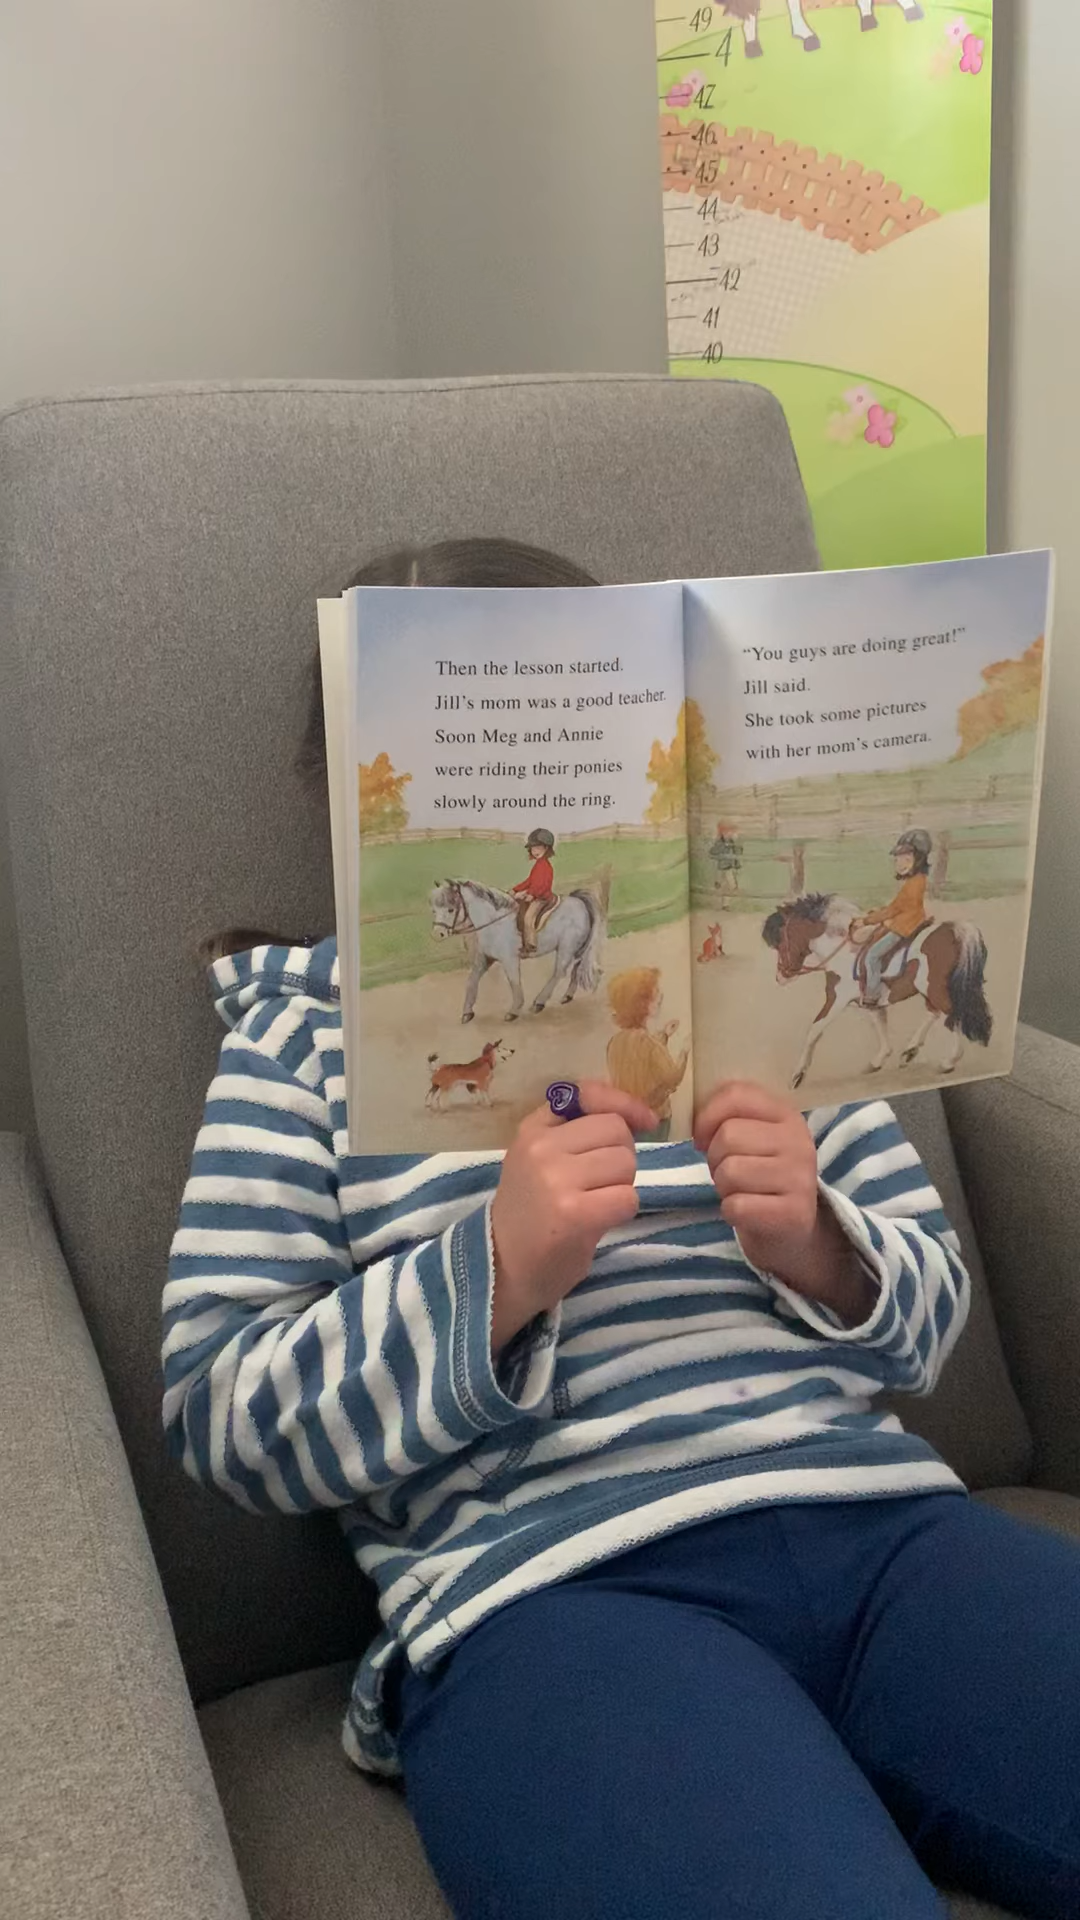 49
4
47
46
45
44
43
42
41
40
Then the lesson started.
Jill's mom was a good teacher.
Soon Meg and Annie
were riding their ponies
slowly around the ring.
"You guys are doing great!"
Jill said.
She took some pictures
with her mom's camera.